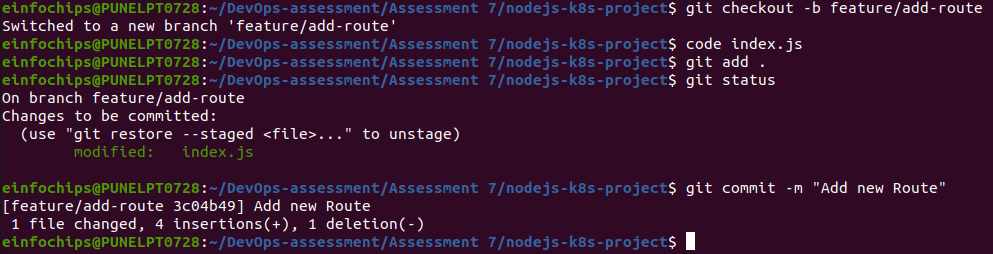 einfochips@PUNELPT0728:~/DevOps-assessment/Assessment 7/nodejs-k8s-project$ git checkout -b feature/add-route
Switched to a new branch 'feature/add-route'
einfochips@PUNELPT0728:~/DevOps-assessment/Assessment 7/nodejs-k8s-project$ code index.js
einfochips@PUNELPT0728:~/DevOps-assessment/Assessment 7/nodejs-k8s-project$ git add .
einfochips@PUNELPT0728:~/DevOps-assessment/Assessment 7/nodejs-k8s-project$ git status
On branch feature/add-route
Changes to be committed:
  (use "git restore --staged <file>..." to unstage)
        modified:   index.js
einfochips@PUNELPT0728:~/DevOps-assessment/Assessment 7/nodejs-k8s-project$ git commit -m "Add new Route"
[feature/add-route 3c04b49] Add new Route
 1 file changed, 4 insertions(+), 1 deletion(-)
einfochips@PUNELPT0728:~/DevOps-assessment/Assessment 7/nodejs-k8s-project$